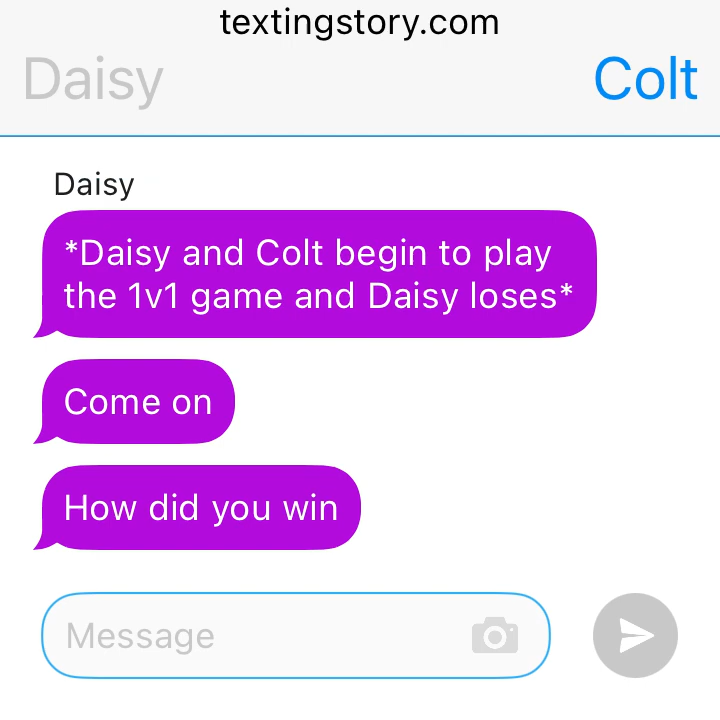 textingstory.com
Daisy Colt
Daisy
*Daisy and Colt begin to play
the 1v1 game and Daisy loses*
Come on
How did you win
Message